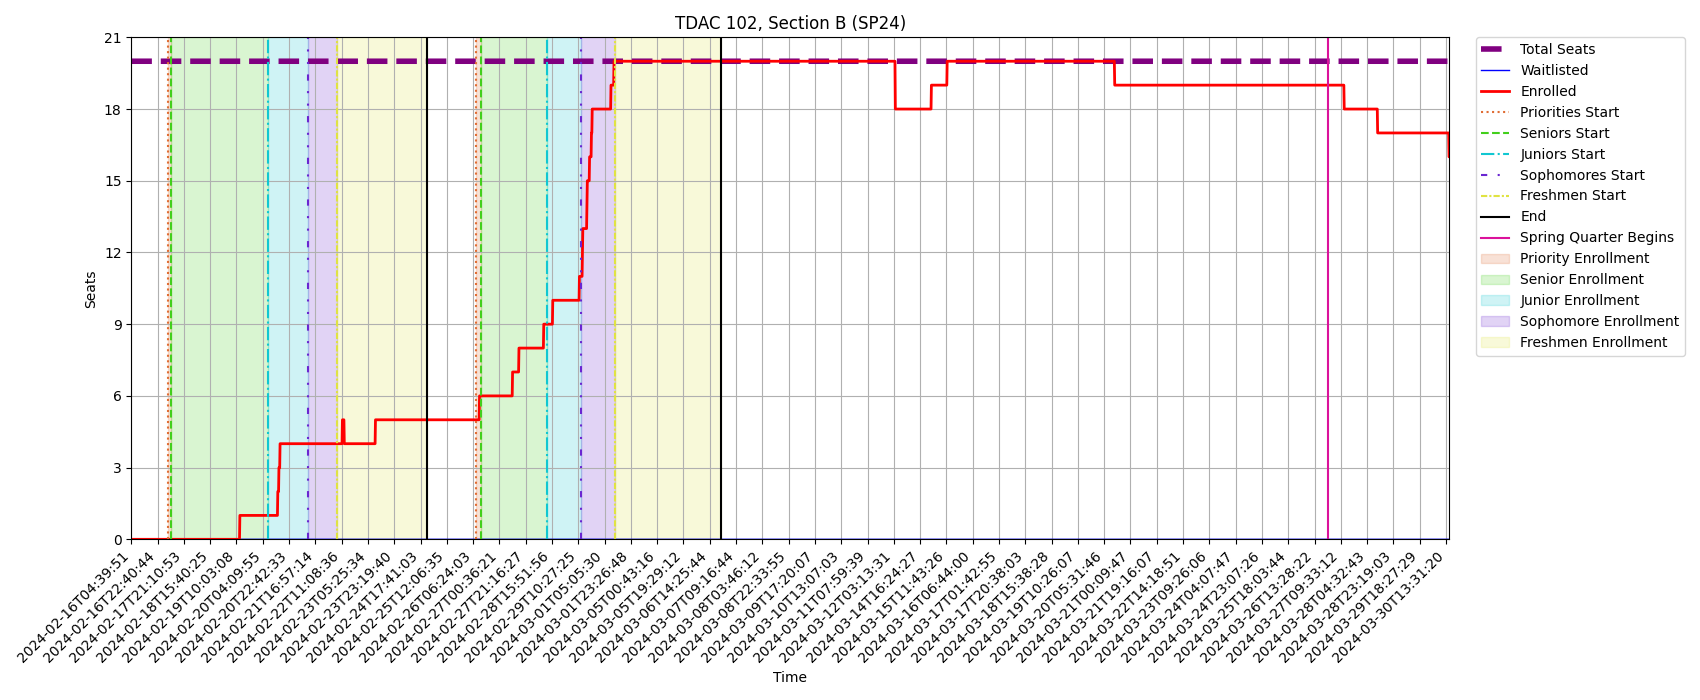 TDAC 102, Section B (SP24)
21
18
15
12
9
6
3
0
Seats
2024-02-16T04:39:51
2024-02-16T22:40:44
2024-02-17T21:10:53
2024-02-18T15:40:25
2024-02-19T10:03:08
2024-02-20T04:09:55
2024-02-20T22:42:33
2024-02-21T16:57:14
2024-02-22T11:08:36
2024-02-23T05:25:34
2024-02-23T23:19:40
2024-02-24T17:41:03
2024-02-25T12:06:35
2024-02-26T06:24:03
2024-02-27T00:36:21
2024-02-27T21:16:27
2024-02-28T15:51:56
2024-02-29T10:27:25
2024-03-01T05:05:30
2024-03-01T23:26:48
2024-03-05T00:43:16
2024-03-05T19:29:12
2024-03-06T14:25:44
2024-03-07T09:16:44
2024-03-08T03:46:12
2024-03-08T22:33:55
2024-03-09T17:20:07
2024-03-10T13:07:03
2024-03-11T07:59:39
2024-03-12T03:13:31
2024-03-14T16:24:27
2024-03-15T11:43:26
2024-03-16T06:44:00
2024-03-17T01:42:55
2024-03-17T20:38:03
2024-03-18T15:38:28
2024-03-19T10:26:07
2024-03-20T05:31:46
2024-03-21T00:09:47
2024-03-21T19:16:07
2024-03-22T14:18:51
2024-03-23T09:26:06
2024-03-24T04:07:47
2024-03-24T23:07:26
2024-03-25T18:03:44
2024-03-26T13:28:22
2024-03-27T09:33:12
2024-03-28T04:32:43
2024-03-28T23:19:03
2024-03-29T18:27:29
2024-03-30T13:31:20
Time
Total Seats
Waitlisted
Enrolled
Priorities Start
Seniors Start
Juniors Start
Sophomores Start
Freshmen Start
End
Spring Quarter Begins
Priority Enrollment
Senior Enrollment
Junior Enrollment
Sophomore Enrollment
Freshmen Enrollment